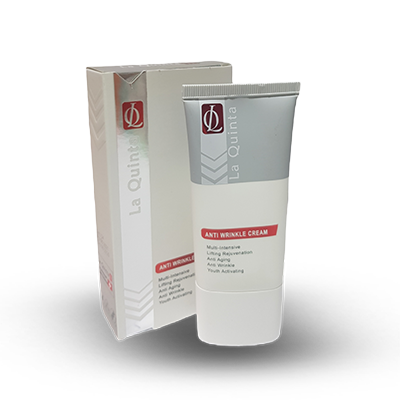 La Quinta
ANTI WRINKLE
Multi-Intensive
Lifting Rejuvenation
Anti Aging
Anti Wrinkle
Youth Activating
La Quinta
ANTI WRINKLE CREAM
Multi-Intensive
Lifting Rejuvenation
Anti Aging
Anti Wrinkle
Youth Activating